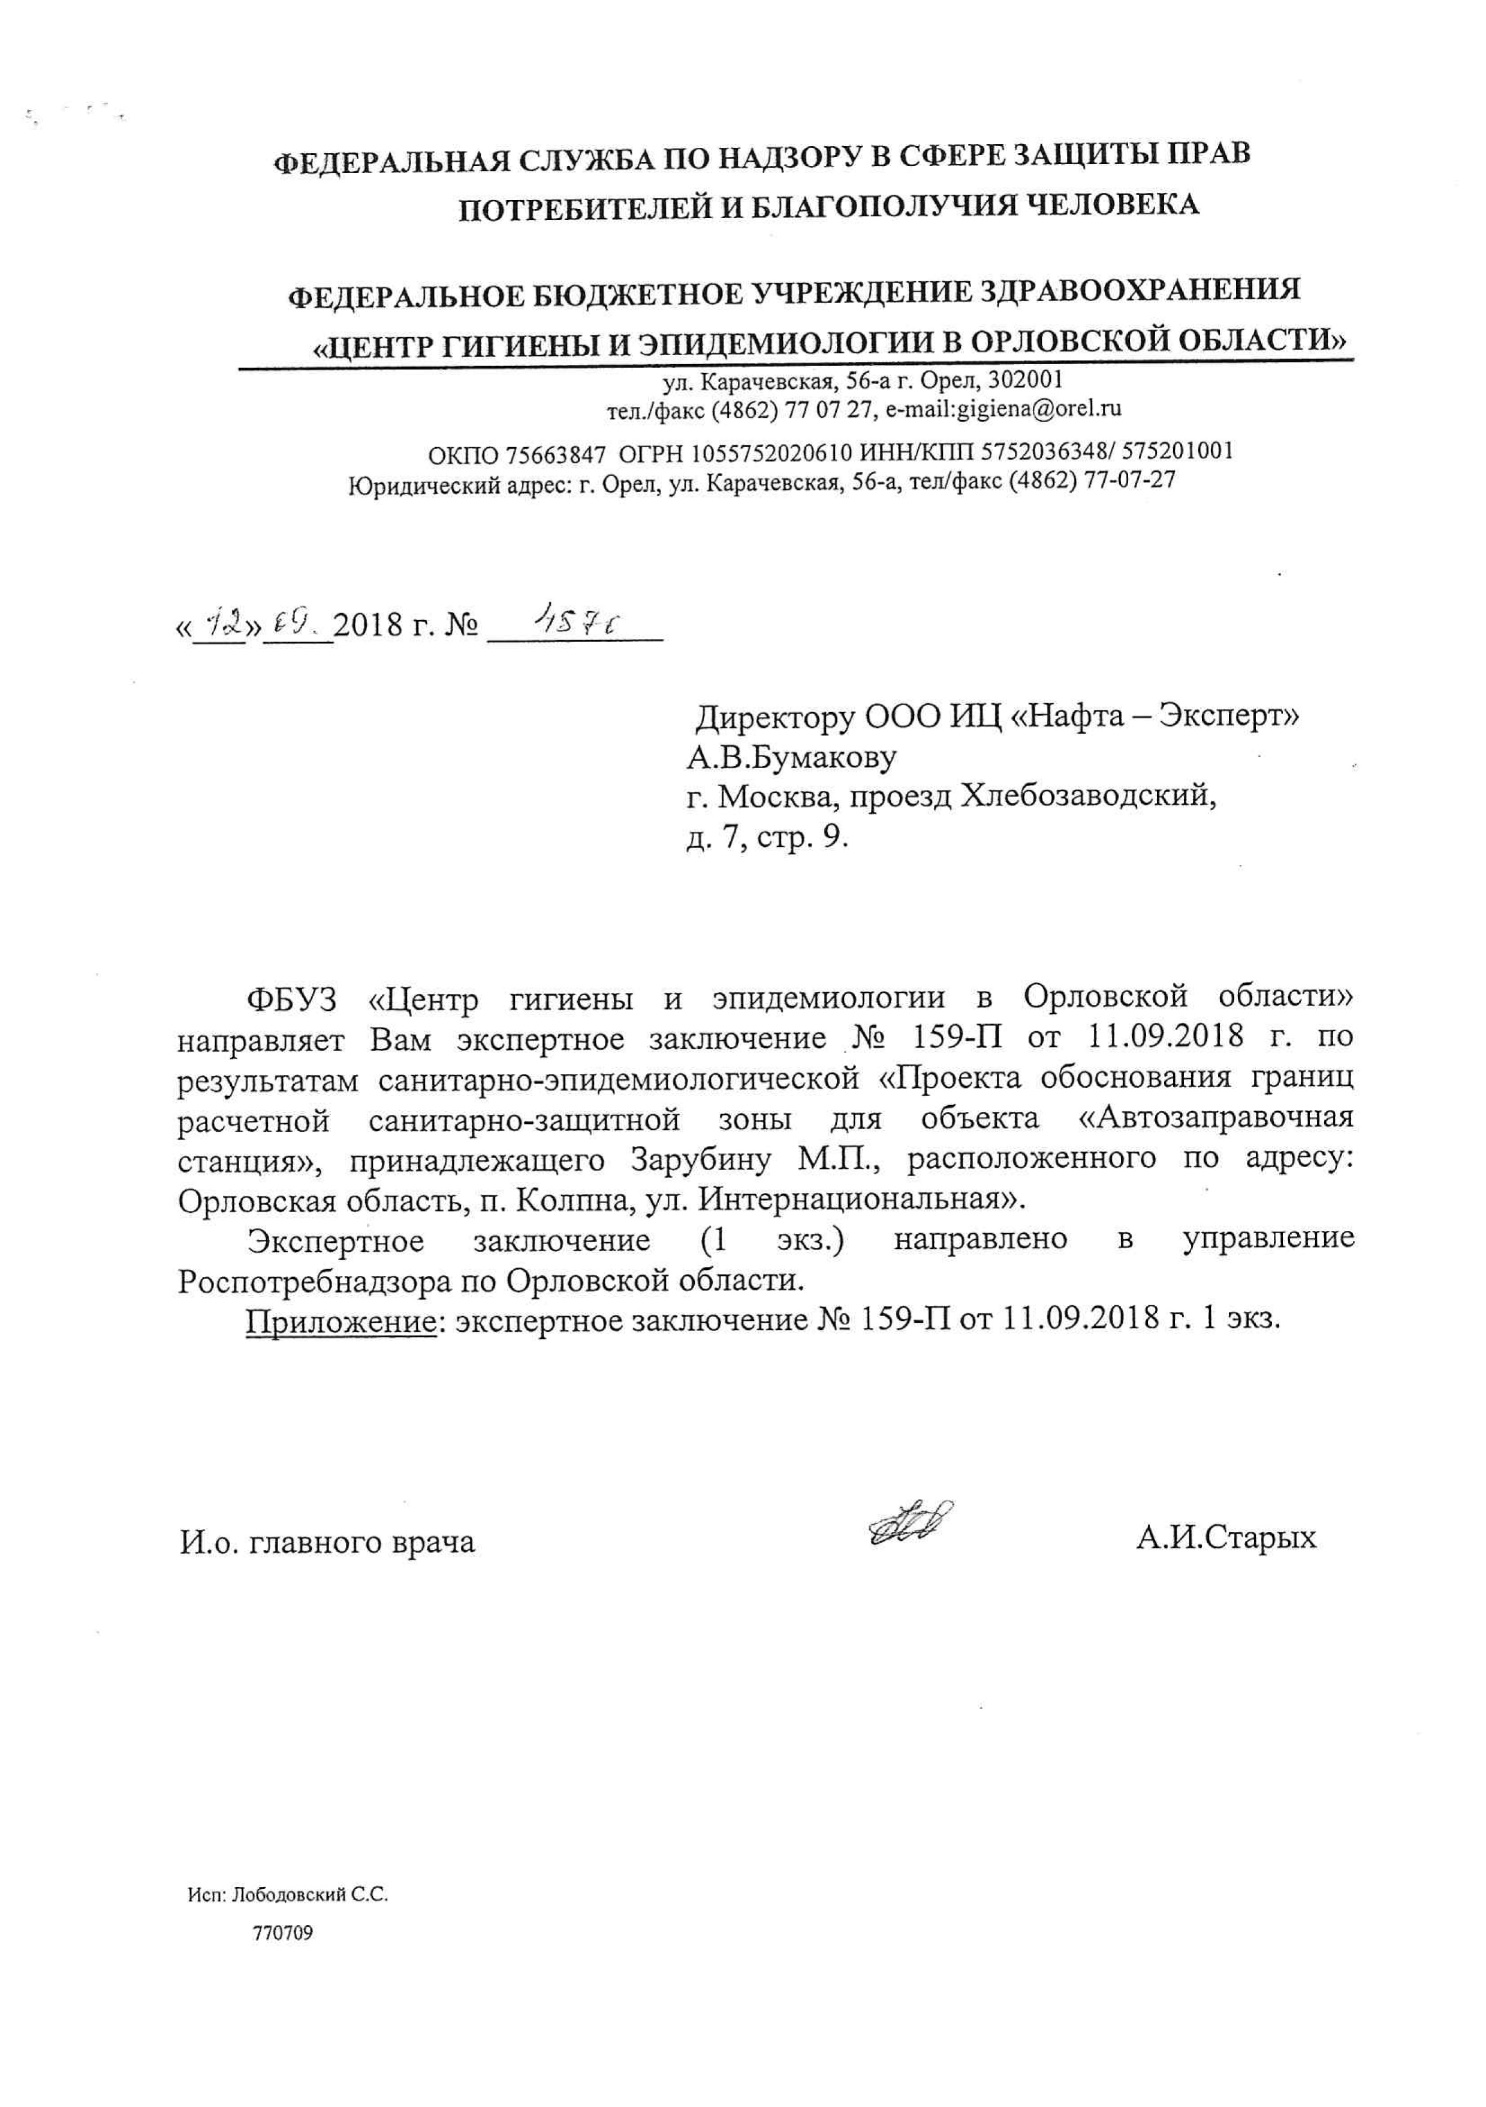 ФЕДЕРАЛЬНАЯ СЛУЖБА ПО НАДЗОРУ В СФЕРЕ ЗАЩИТЫ ПРАВ
ПОТРЕБИТЕЛЕЙ И БЛАГОПОЛУЧИЯ ЧЕЛОВЕКА
ФЕДЕРАЛЬНОЕ БЮДЖЕТНОЕ УЧРЕЖДЕНИЕ ЗДРАВООХРАНЕНИЯ
«ЦЕНТР ГИГИЕНЫ И ЭПИДЕМИОЛОГИИ В ОРЛОВСКОЙ ОБЛАСТИ»
ул. Карачевская, 56-а г. Орел, 302001
тел./факс (4862) 77 07 27, e-mail:gigiena@orel.ru
ОКПО 75663847 ОГРН 1055752020610 ИНН/КПП 5752036348/ 575201001
Юридический адрес: г. Орел, ул. Карачевская, 56-а, тел/факс (4862) 77-07-27
«12» 09. 2018 г. №
Директору ООО ИЦ «Нафта – Эксперт»
А.В.Бумакову
г. Москва, проезд Хлебозаводский,
д. 7, стр. 9.
ФБУЗ «Центр гигиены и эпидемиологии в Орловской области»
направляет Вам экспертное заключение № 159-П от 11.09.2018 г. по
результатам санитарно-эпидемиологической «Проекта обоснования границ
расчетной санитарно-защитной зоны для объекта «Автозаправочная
станция», принадлежащего Зарубину М.П., расположенного по адресу:
Орловская область, п. Колпна, ул. Интернациональная».
Экспертное заключение (1 экз.) направлено в управление
Роспотребнадзора по Орловской области.
Приложение: экспертное заключение № 159-П от 11.09.2018 г. 1 экз.
И.о. главного врача
А.И.Старых
Исп: Лободовский С.С.
770709